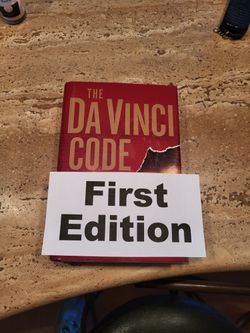 THE
DA VINCI
CODE
First
Edition